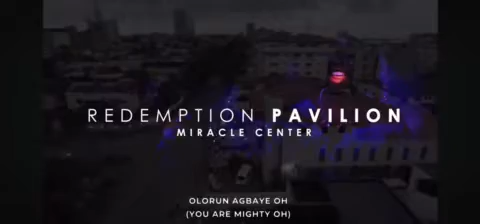 REDEMPTION PAVILION
MIRACLE CENTER
OLORUN AGBAYE OH
(YOU ARE MIGHTY OH)